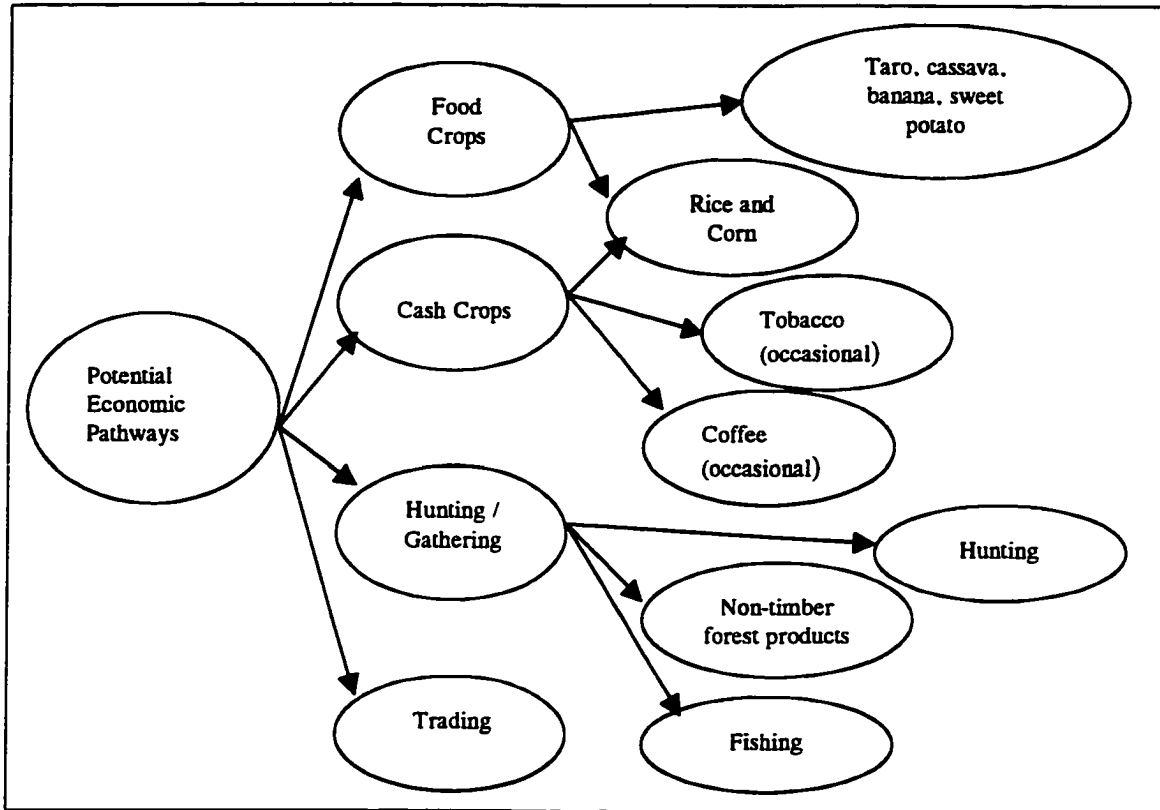 Taro, cassava,
banana, sweet
potato
Food
Crops
Rice and
Corn
Cash Crops
Tobacco
(occasional)
Potential
Economic
Pathways
Coffee
(occasional)
Hunting /
Gathering
Hunting
Non-timber
forest products
Trading
Fishing